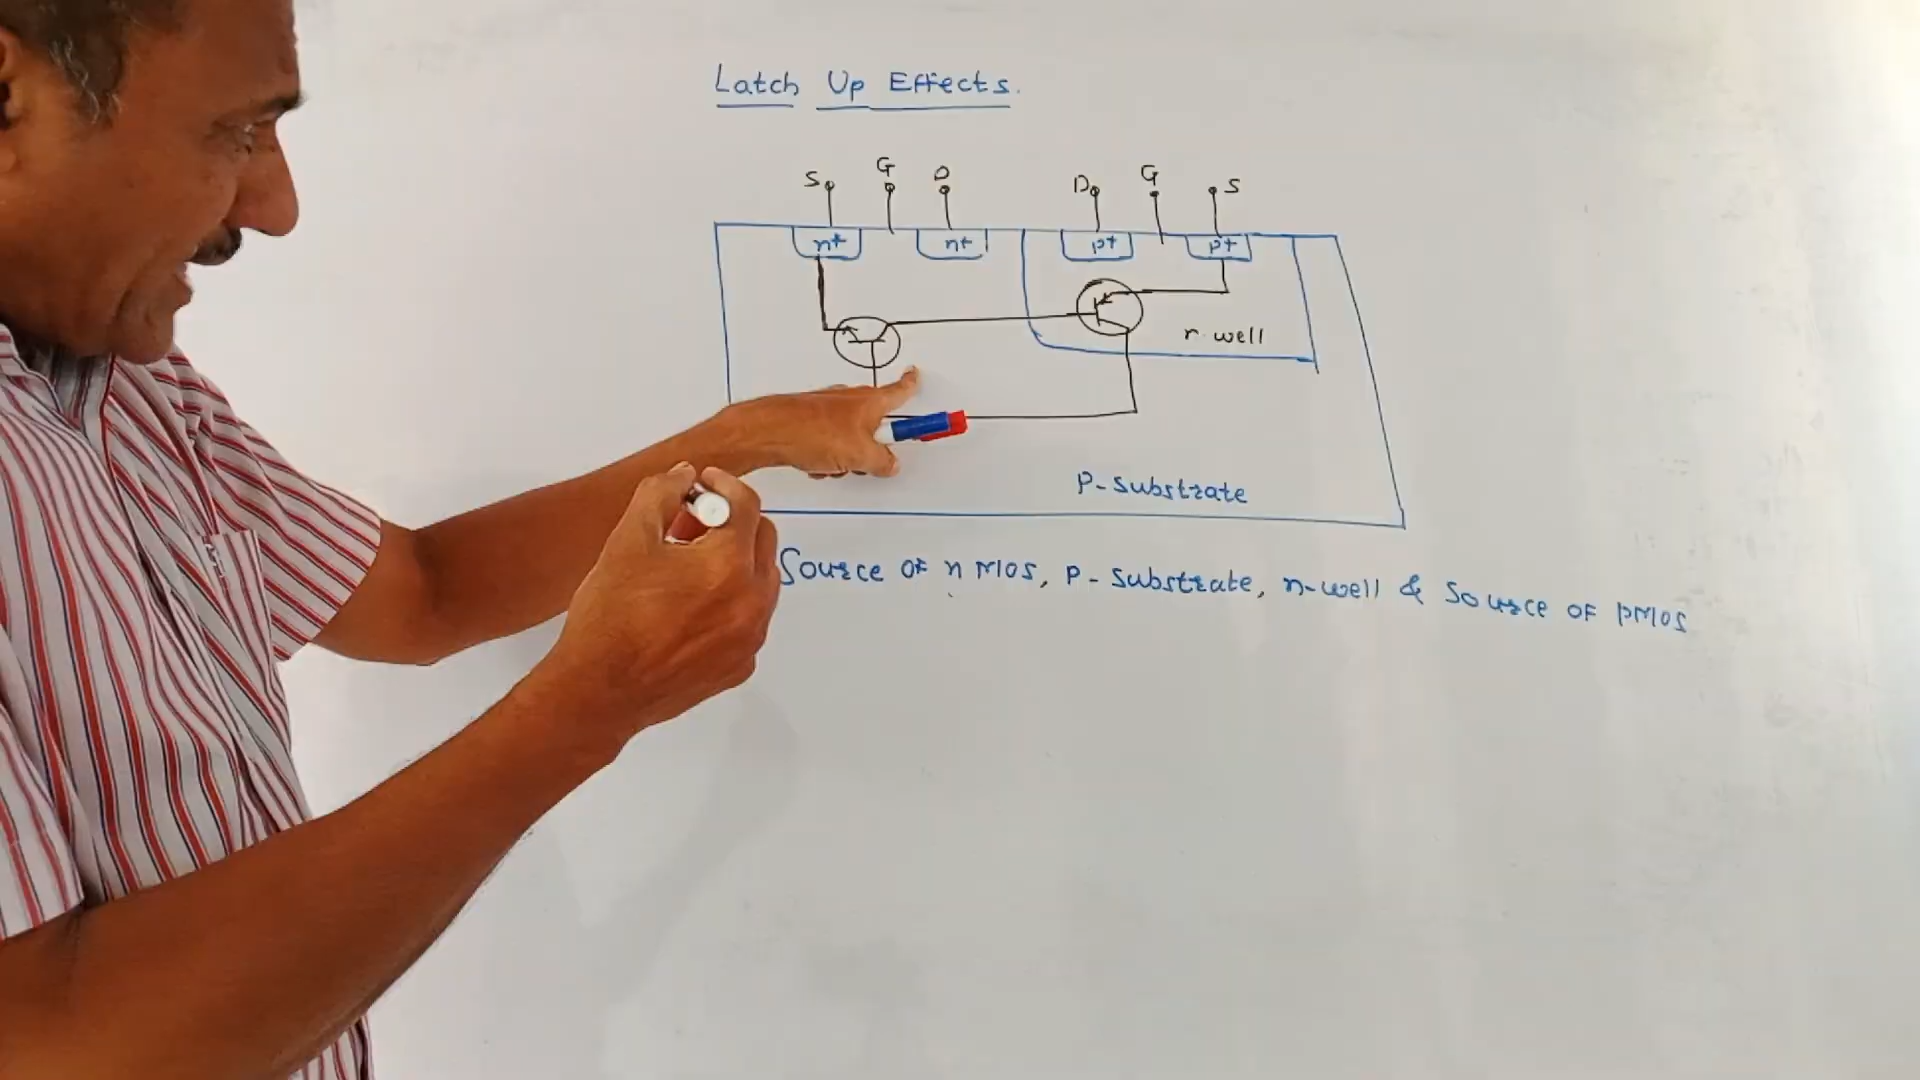 Latch Up Effects.
S G D D G S
n+ n+ p+ p+
n-well
P-Substrate
Source OF n MOS, P-Substrate, n-well & Source OF PMOS